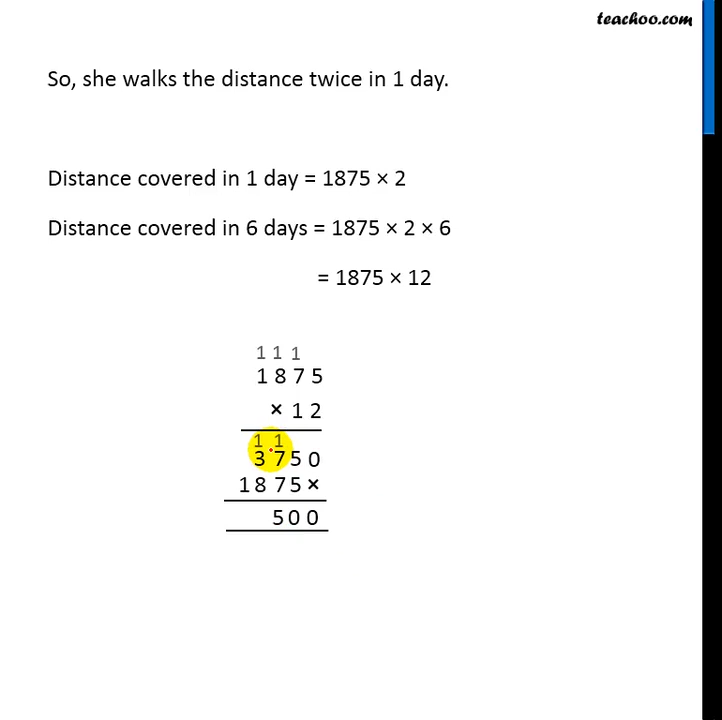 teachoo.com
So, she walks the distance twice in 1 day.
Distance covered in 1 day = 1875 × 2
Distance covered in 6 days = 1875 × 2 × 6
= 1875 × 12
1 1 1
1 8 7 5
× 1 2
1 1
3 7 5 0
1 8 7 5 ×
5 0 0